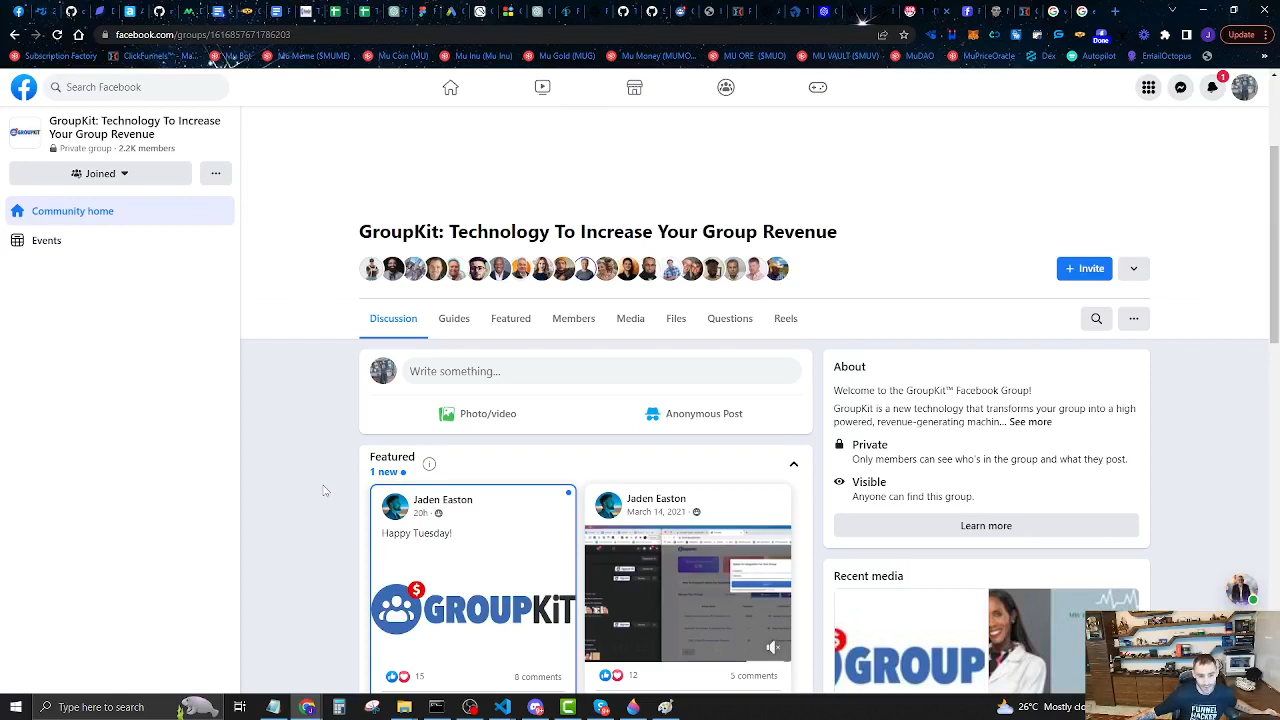 facebook.com/groups/1616857671786203
Update
Subscription Factory
ClickFunnels™ - Ma...
Mu Bot
Mu Meme ($MUME)
Mu Coin (MU)
Mu Inu (Mu Inu)
Mu Gold (MUG)
Mu Money (MUMO...
MU ORE ($MUO)
MU VAULT ($MUV)
MuDAO
MuPriceOracle
Dex
Autopilot
EmailOctopus
Done
Search Facebook
1
GROUPKIT
GroupKit: Technology To Increase
Your Group Revenue
Private group · 2.2K members
Joined
Community home
Events
GroupKit: Technology To Increase Your Group Revenue
+ Invite
Discussion
Guides
Featured
Members
Media
Files
Questions
Reels
Write something...
Photo/video
Anonymous Post
Featured
1 new
Jaden Easton
20h
Happy Tuesday!
$ GROUPKIT
15
8 comments
Jaden Easton
March 14, 2021
12
5 comments
About
Welcome to the GroupKit™ Facebook Group!
GroupKit is a new technology that transforms your group into a high
powered, revenue-generating machin... See more
Private
Only members can see who's in the group and what they post.
Visible
Anyone can find this group.
Learn more
Recent media
GROUP
FUNNEL
Type here to search
26°C Mostly